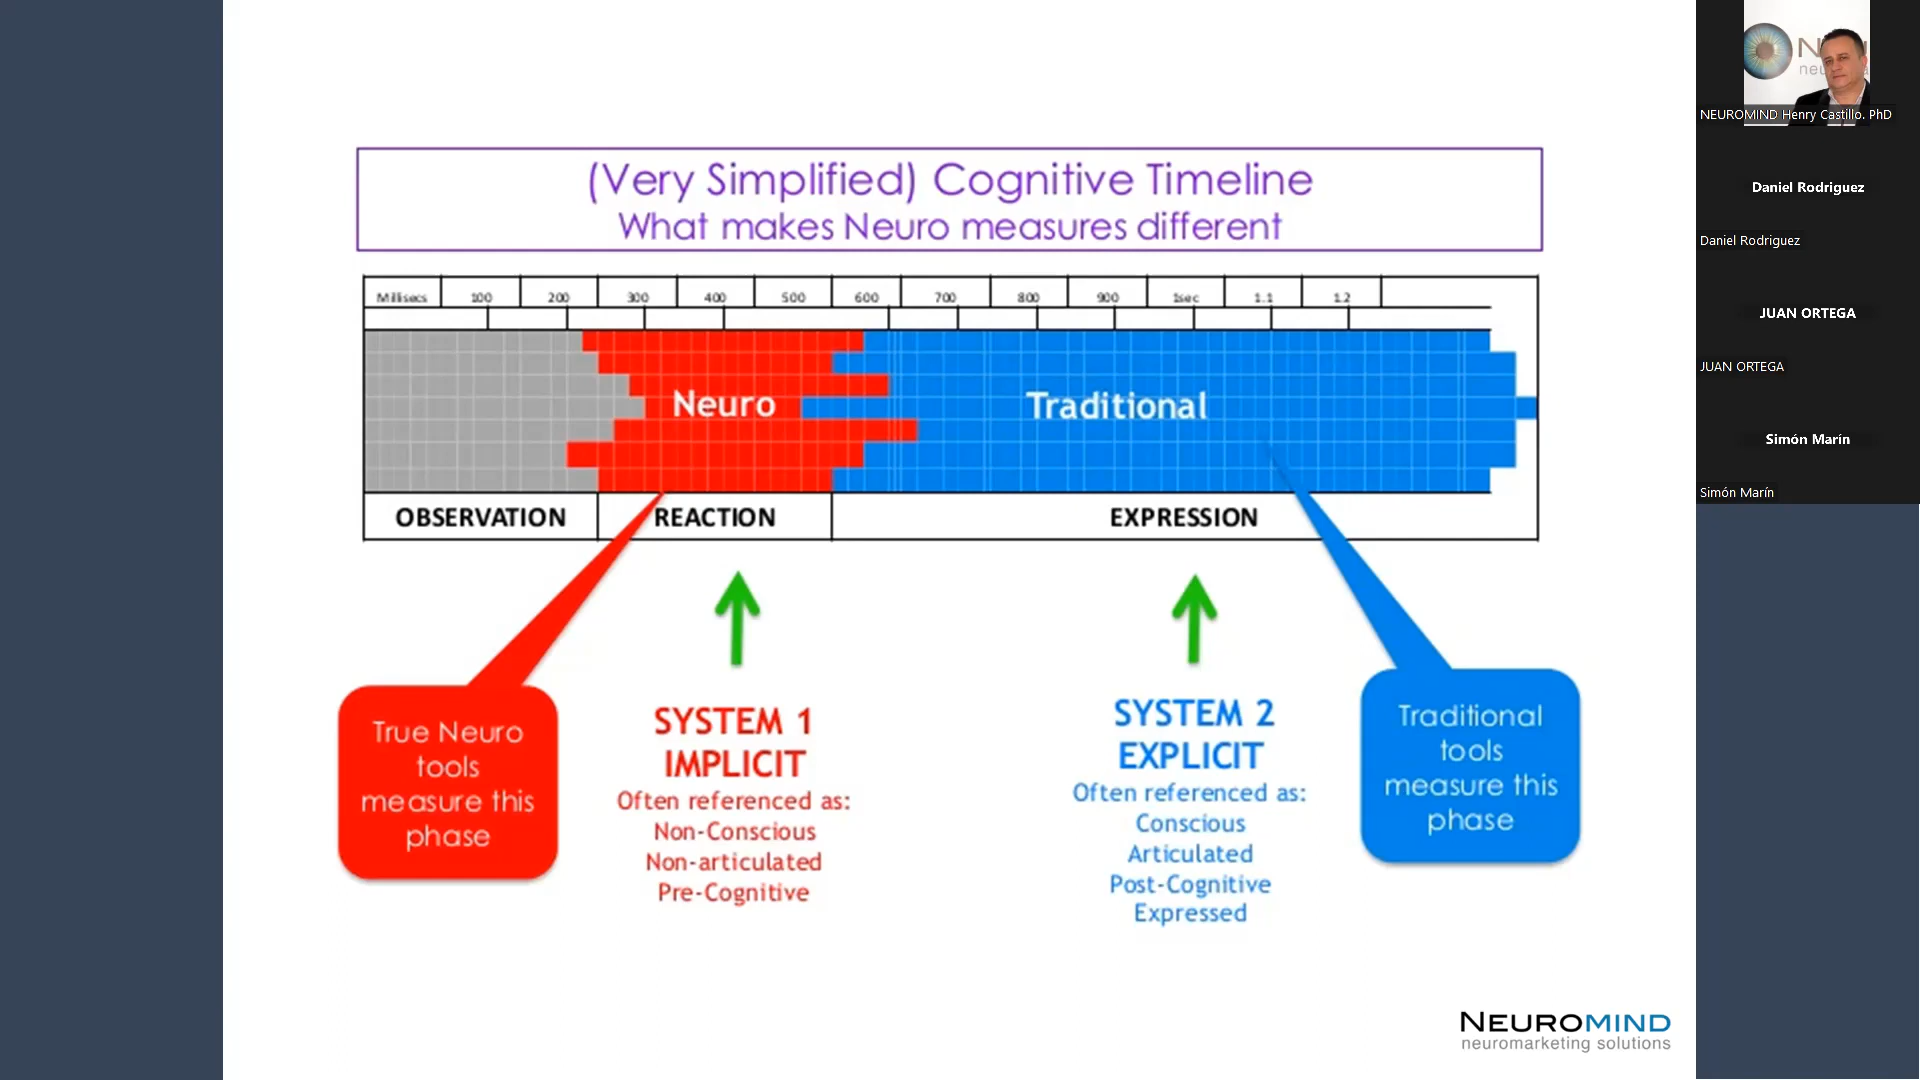 (Very Simplified) Cognitive Timeline
What makes Neuro measures different
Millisecs 100 200 300 400 500 600 700 800 900 1sec 1.1 1.2
Neuro
Traditional
OBSERVATION REACTION EXPRESSION
True Neuro
tools
measure this
phase
SYSTEM 1
IMPLICIT
Often referenced as:
Non-Conscious
Non-articulated
Pre-Cognitive
SYSTEM 2
EXPLICIT
Often referenced as:
Conscious
Articulated
Post-Cognitive
Expressed
Traditional
tools
measure this
phase
NEUROMIND
neuromarketing solutions
NEUROMIND Henry Castillo. PhD
Daniel Rodriguez
Daniel Rodriguez
JUAN ORTEGA
JUAN ORTEGA
Simón Marín
Simón Marín